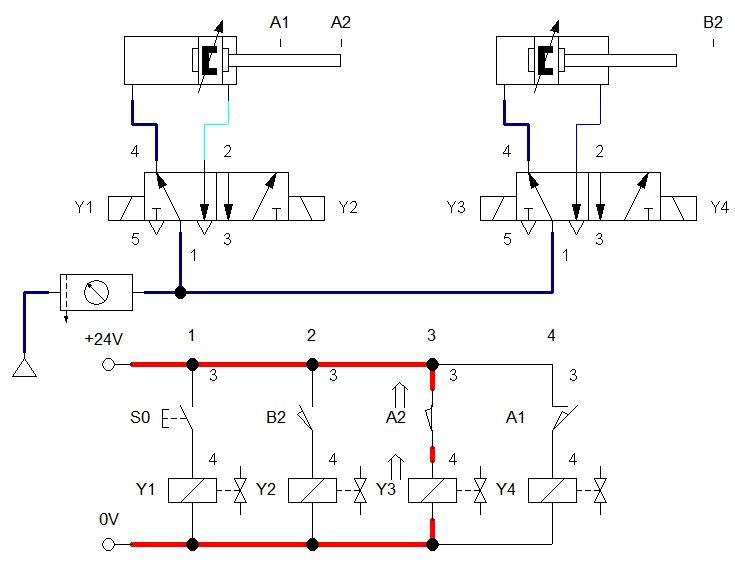 A1 A2 B2
4 2 4 2
Y1 Y2 Y3 Y4
5 3 5 3
1 1
+24V 1 2 3 4
3 3 3 3
S0 B2 A2 A1
4 4 4 4
Y1 Y2 Y3 Y4
0V